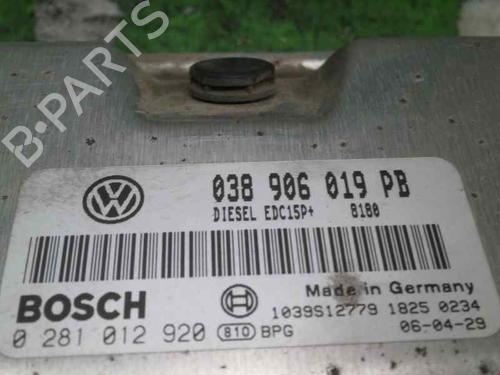 B-PARTS
038 906 019 PB
DIESEL EDC15P+ 8180
BOSCH
Made in Germany
1039S12779 1825 0234
0 281 012 920 810 BPG
06-04-29